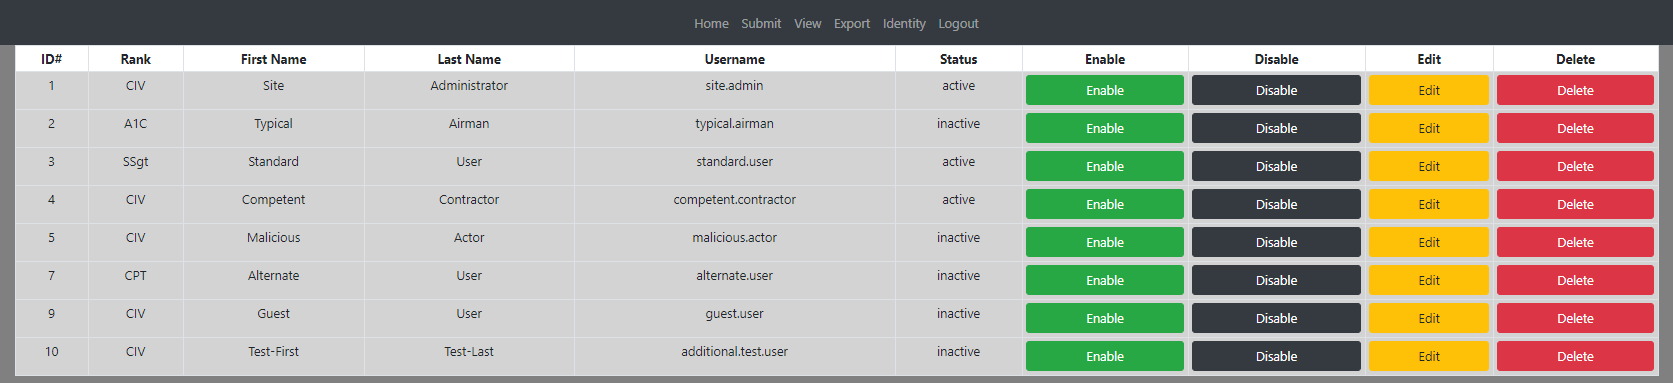 Home Submit View Export Identity Logout
ID# Rank First Name Last Name Username Status Enable Disable Edit Delete
1 CIV Site Administrator site.admin active Enable Disable Edit Delete
2 A1C Typical Airman typical.airman inactive Enable Disable Edit Delete
3 SSgt Standard User standard.user active Enable Disable Edit Delete
4 CIV Competent Contractor competent.contractor active Enable Disable Edit Delete
5 CIV Malicious Actor malicious.actor inactive Enable Disable Edit Delete
7 CPT Alternate User alternate.user inactive Enable Disable Edit Delete
9 CIV Guest User guest.user inactive Enable Disable Edit Delete
10 CIV Test-First Test-Last additional.test.user inactive Enable Disable Edit Delete